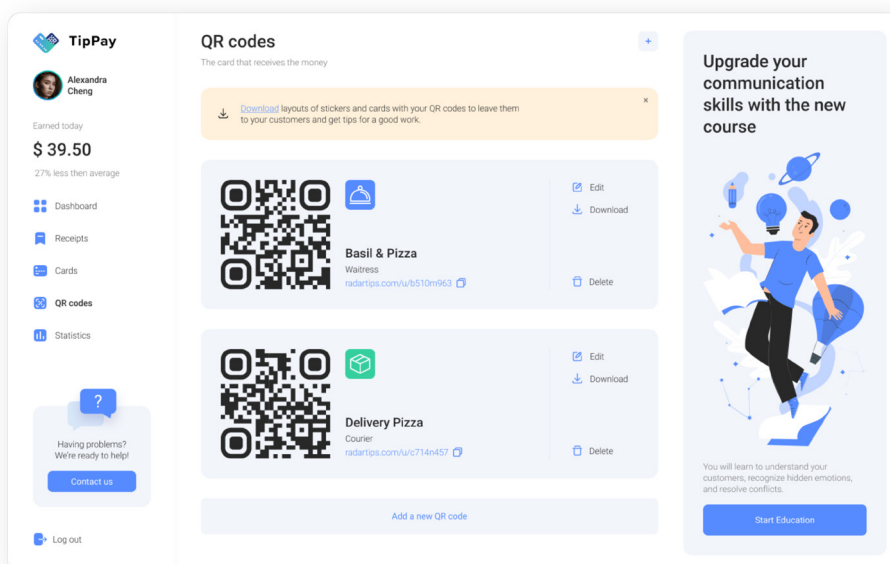 TipPay
Alexandra
Cheng
Earned today
$ 39.50
27% less then average
Dashboard
Receipts
Cards
QR codes
Statistics
?
Having problems?
We're ready to help!
Contact us
Log out
QR codes
+
The card that receives the money
Download layouts of stickers and cards with your QR codes to leave them
to your customers and get tips for a good work.
×
Basil & Pizza
Waitress
radartips.com/u/b510m963
Edit
Download
Delete
Delivery Pizza
Courier
radartips.com/u/c714n457
Edit
Download
Delete
Add a new QR code
Upgrade your
communication
skills with the new
course
You will learn to understand your
customers, recognize hidden emotions,
and resolve conflicts.
Start Education